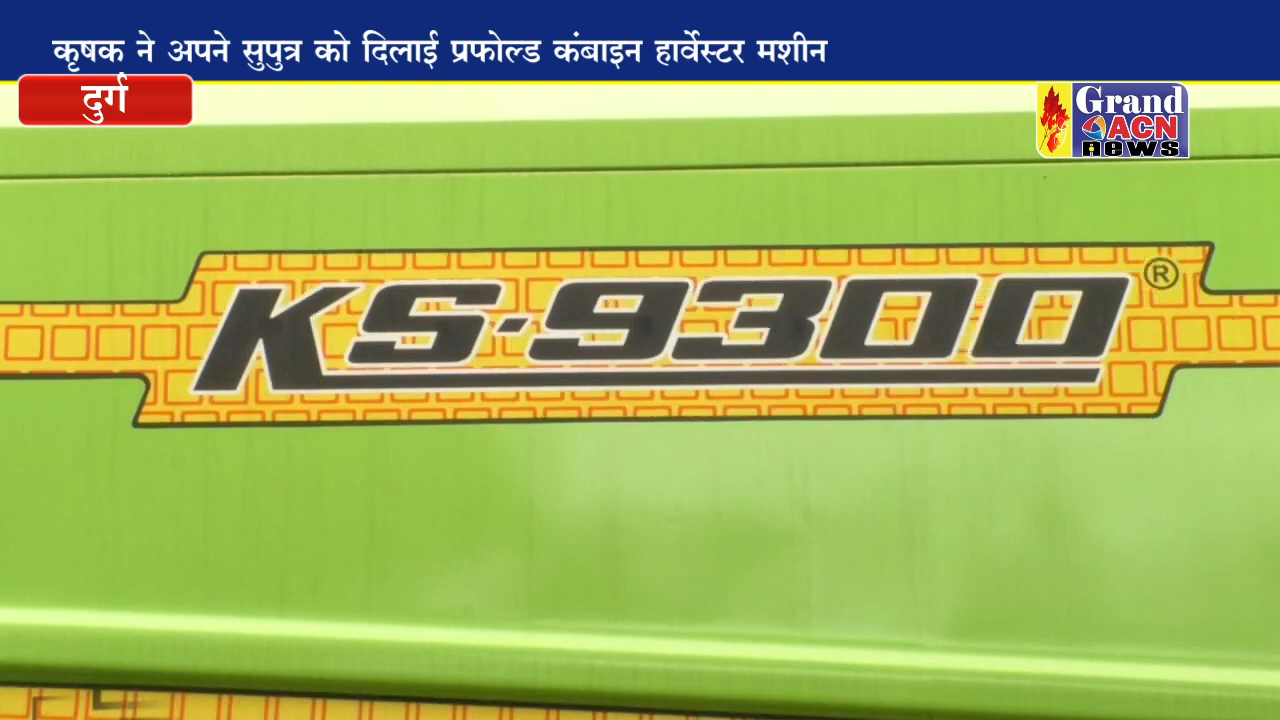 कृषक ने अपने सुपुत्र को दिलाई प्रफोल्ड कंबाइन हार्वेस्टर मशीन
दुर्ग
Grand
ACN
news
KS-9300 ®